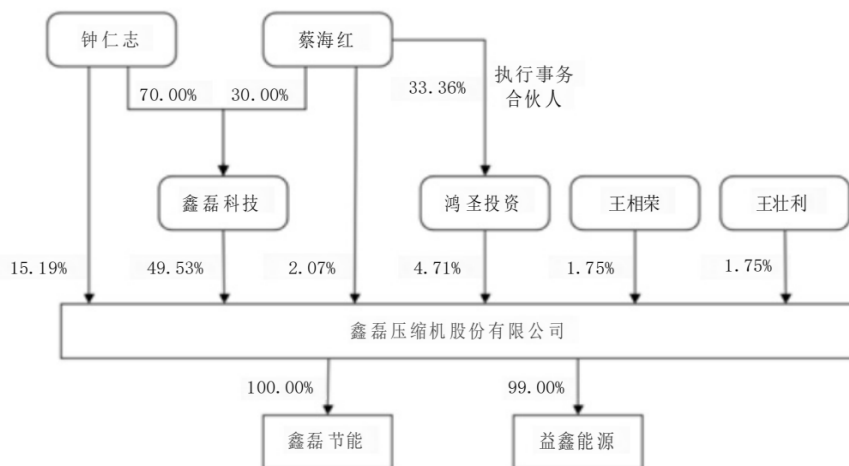 钟仁志
蔡海红
70.00%
30.00%
33.36%
执行事务
合伙人
鑫磊科技
鸿圣投资
王相荣
王壮利
15.19%
49.53%
2.07%
4.71%
1.75%
1.75%
鑫磊压缩机股份有限公司
100.00%
99.00%
鑫磊节能
益鑫能源